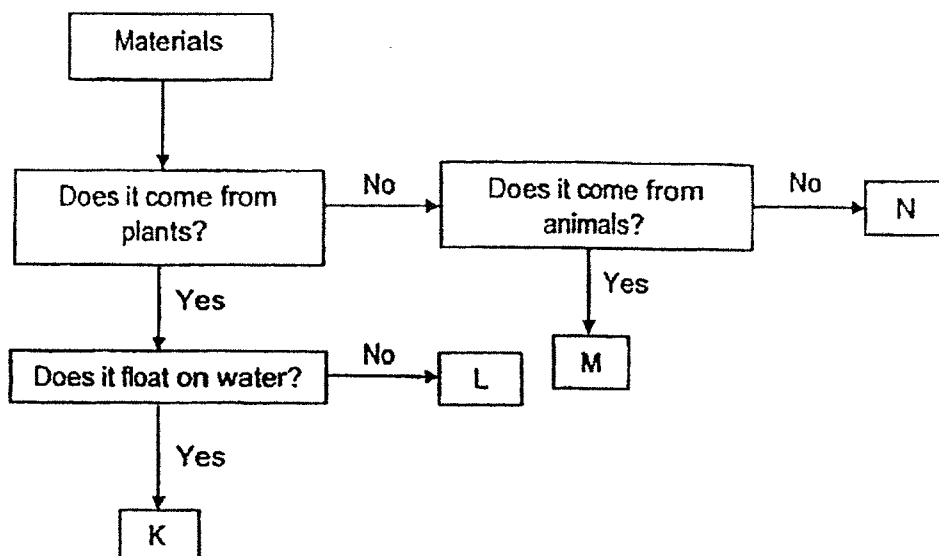 Materials
Does it come from
plants?
No
Does it come from
animals?
No
N
Yes
Yes
Does it float on water?
No
L
M
Yes
K